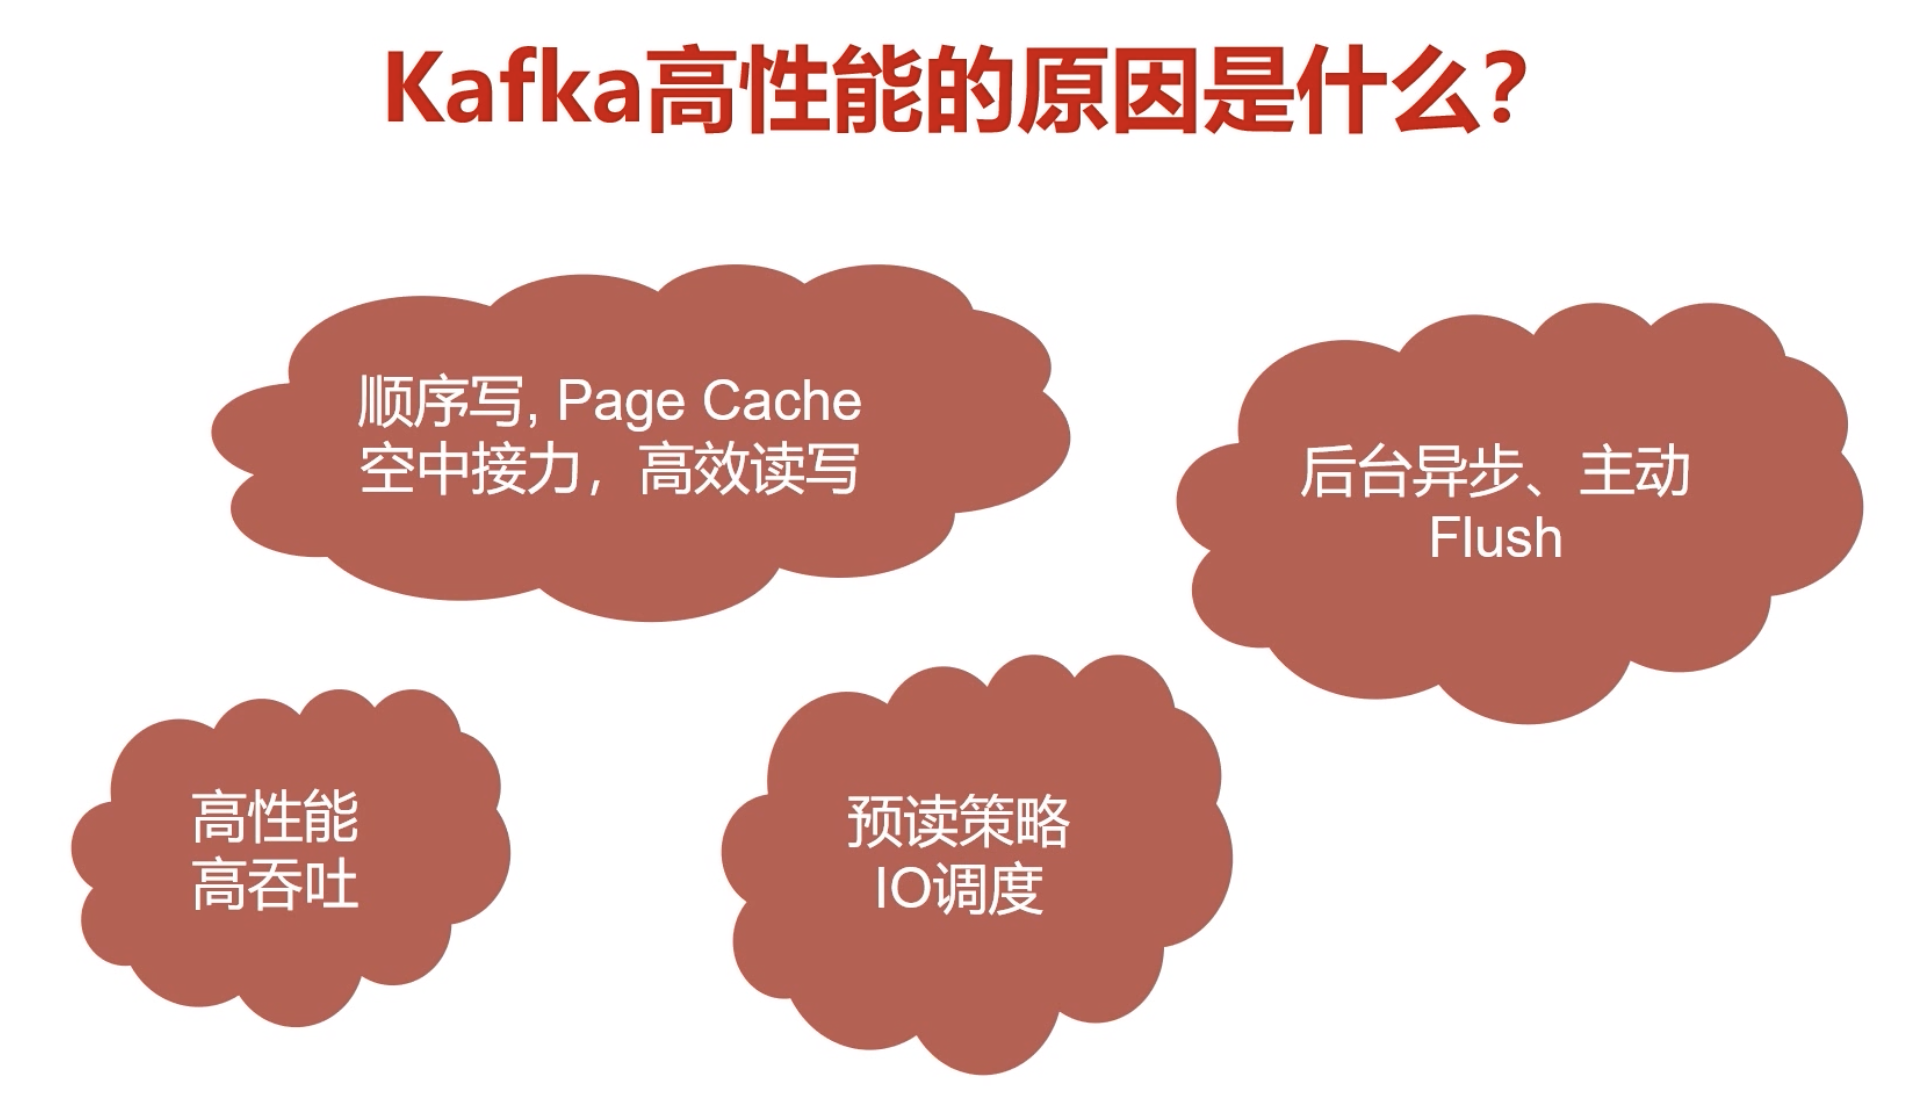 Kafka高性能的原因是什么?
顺序写, Page Cache
空中接力，高效读写
后台异步、主动
Flush
高性能
高吞吐
预读策略
IO调度